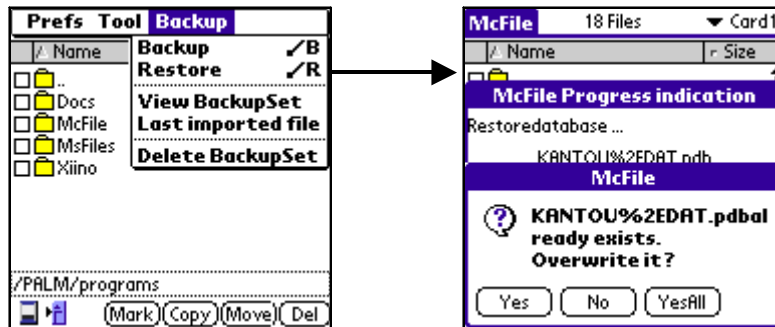 Prefs Tool Backup
Name
Backup ✓B
Restore ✓R
View BackupSet
Last imported file
Delete BackupSet
..
Docs
McFile
MsFiles
Xiino
/PALM/programs
Mark Copy Move Del
McFile 18 Files Card1
Name Size
McFile Progress indication
Restoredatabase ...
KANTOU%2EDAT.pdb
McFile
KANTOU%2EDAT.pdbal
ready exists.
Overwrite it?
Yes No YesAll